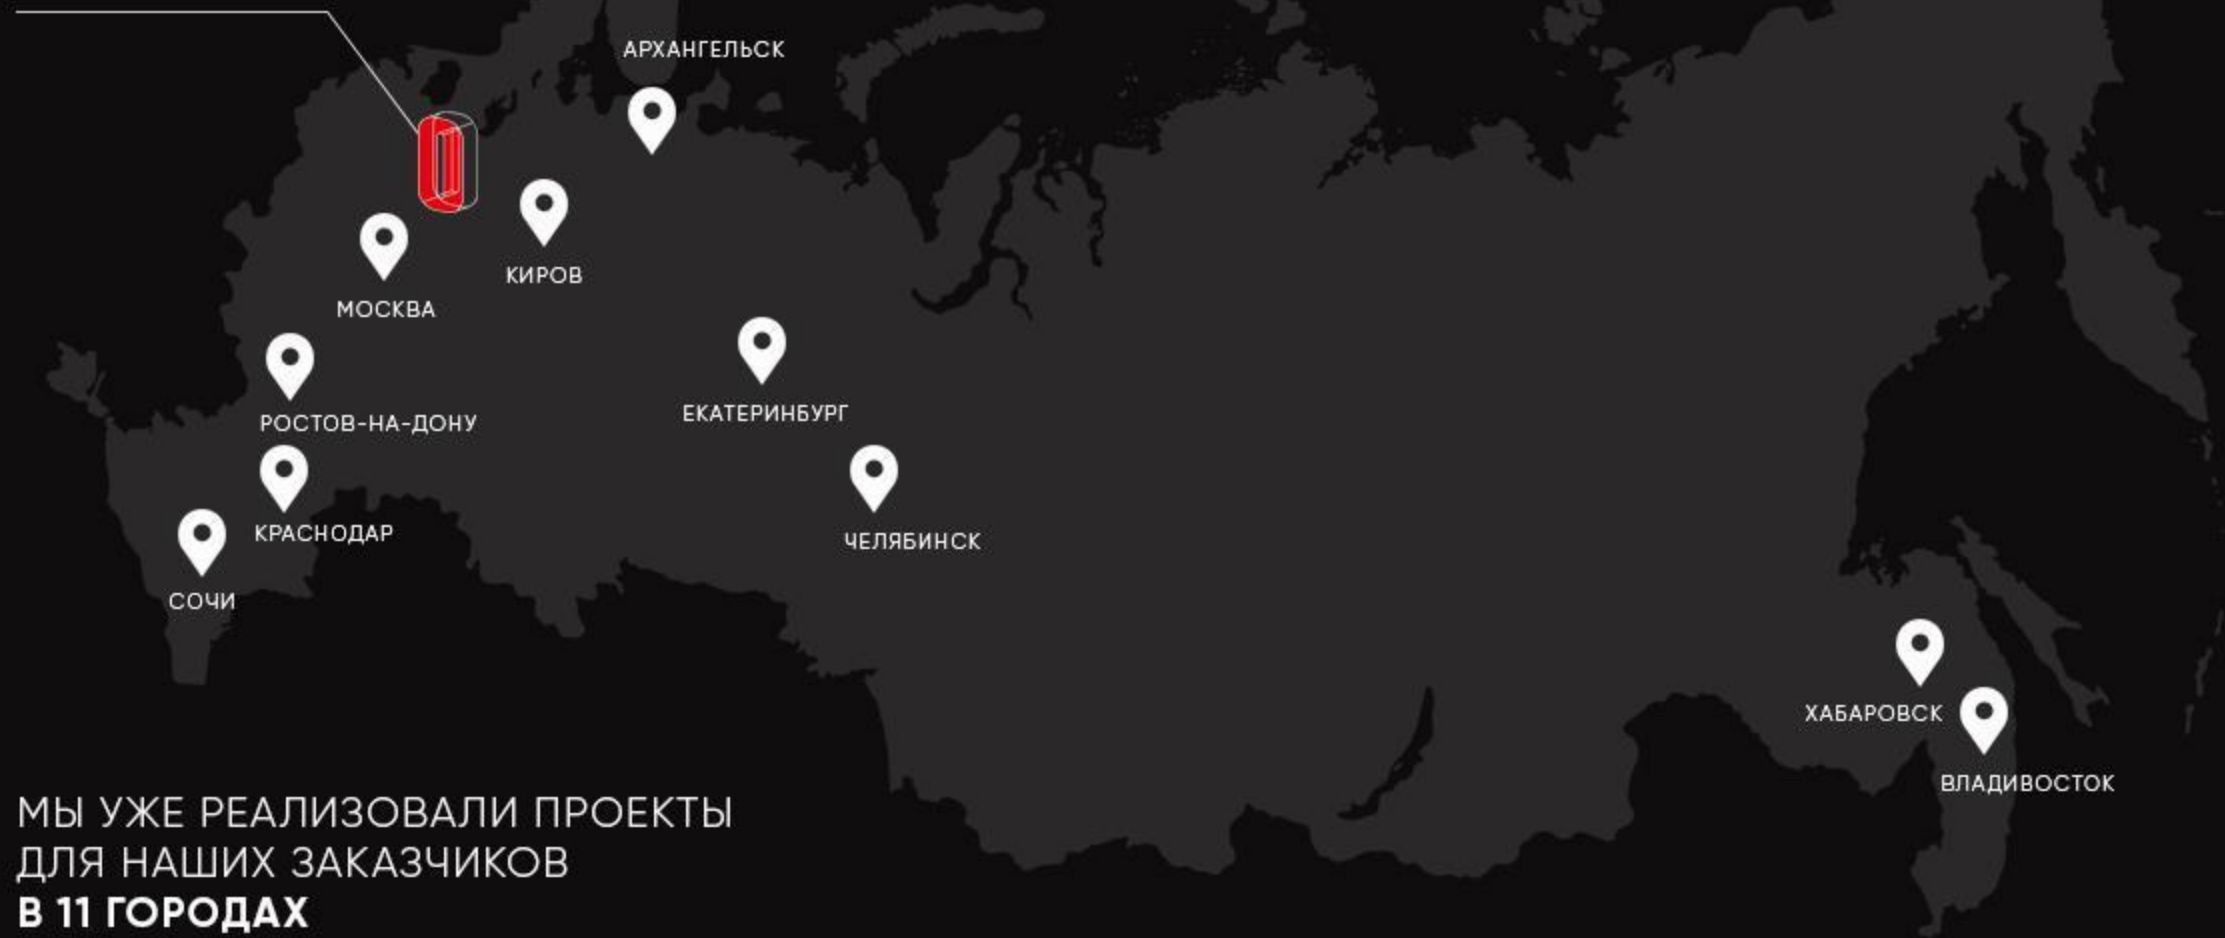 АРХАНГЕЛЬСК
КИРОВ
МОСКВА
РОСТОВ-НА-ДОНУ
ЕКАТЕРИНБУРГ
КРАСНОДАР
ЧЕЛЯБИНСК
СОЧИ
ХАБАРОВСК
ВЛАДИВОСТОК
МЫ УЖЕ РЕАЛИЗОВАЛИ ПРОЕКТЫ
ДЛЯ НАШИХ ЗАКАЗЧИКОВ
В 11 ГОРОДАХ